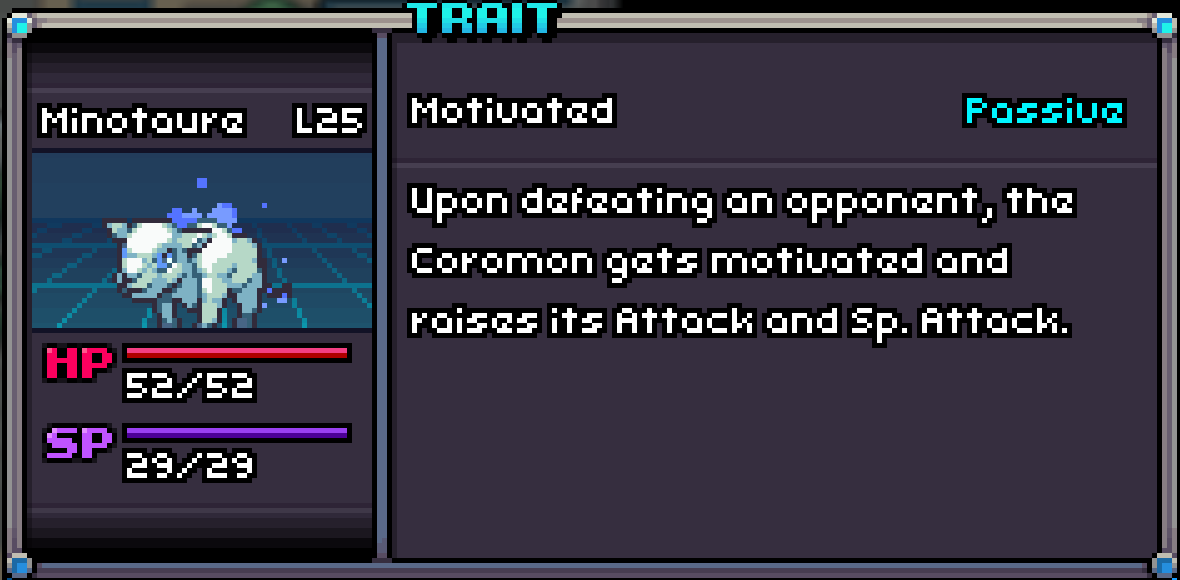 TRAIT
Minotaure L25
Motivated Passive
Upon defeating an opponent, the
Coromon gets motivated and
raises its Attack and Sp. Attack.
HP
52/52
SP
29/29